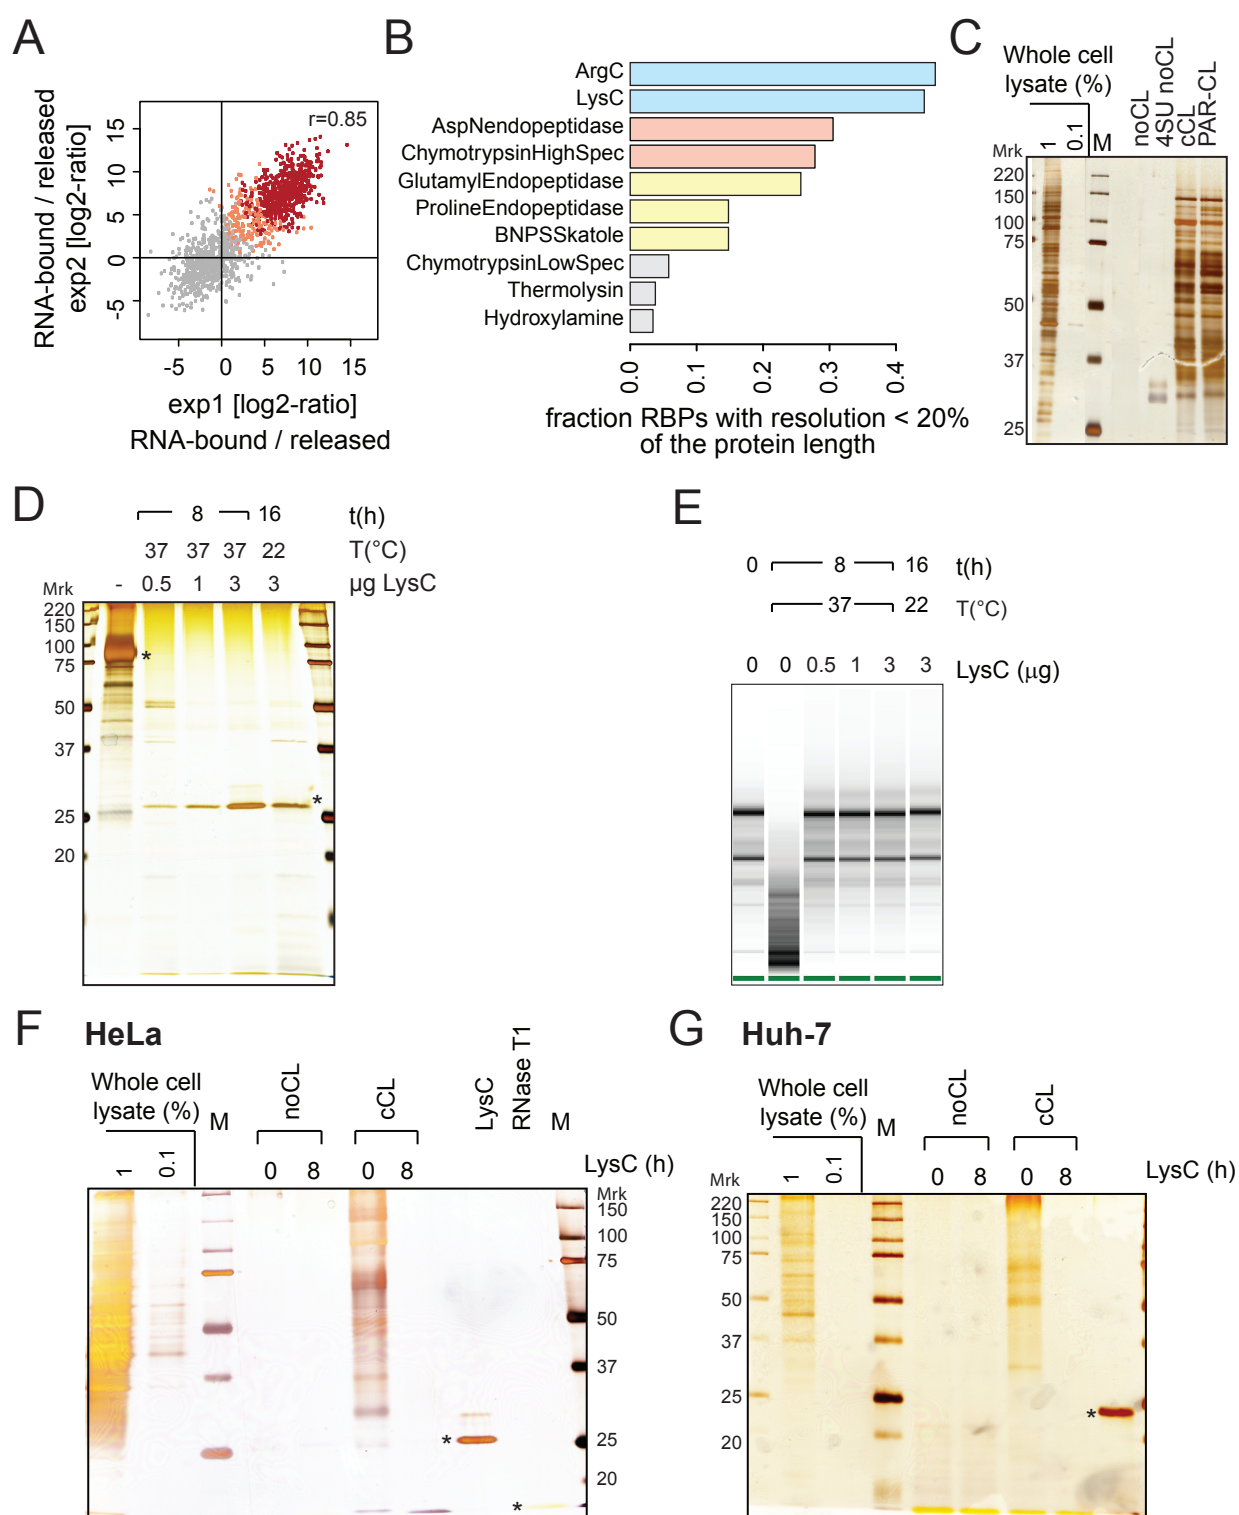 A
r=0.85
RNA-bound / released
exp2 [log2-ratio]
15
10
5
0
-5
-5 0 5 10 15
exp1 [log2-ratio]
RNA-bound / released
B
ArgC
LysC
AspNendopeptidase
ChymotrypsinHighSpec
GlutamylEndopeptidase
ProlineEndopeptidase
BNPSSkatole
ChymotrypsinLowSpec
Thermolysin
Hydroxylamine
0.0 0.1 0.2 0.3 0.4
fraction RBPs with resolution < 20%
of the protein length
C
Whole cell
lysate (%)
1 0.1 M noCL 4SU noCL cCL PAR-CL
Mrk
220
150
100
75
50
37
25
D
8 16 t(h)
37 37 37 22 T(°C)
- 0.5 1 3 3 µg LysC
Mrk
220
150
100
75
*
50
37
*
25
20
E
0 8 16 t(h)
37 22 T(°C)
0 0 0.5 1 3 3 LysC (µg)
F HeLa
Whole cell
lysate (%)
M noCL cCL LysC RNase T1 M
1 0.1 0 8 0 8 LysC (h)
Mrk
150
100
75
50
37
* 25
20
*
G Huh-7
Whole cell
lysate (%)
M noCL cCL
1 0.1 0 8 0 8 LysC (h)
Mrk
220
150
100
75
50
37
25
*
20